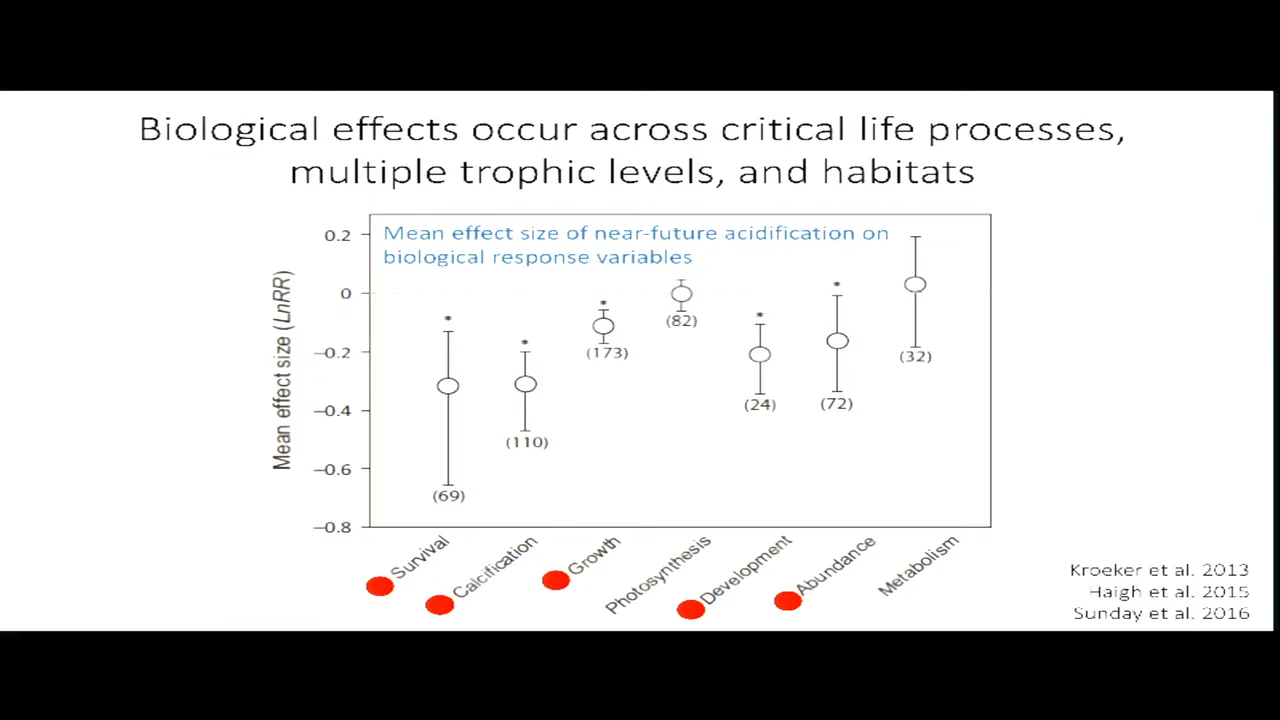 Biological effects occur across critical life processes,
multiple trophic levels, and habitats
Mean effect size of near-future acidification on
biological response variables
Mean effect size (LnRR)
0.2
0
−0.2
−0.4
−0.6
−0.8
*
(69)
*
(110)
*
(173)
(82)
*
(24)
*
(72)
(32)
Survival
Calcification
Growth
Photosynthesis
Development
Abundance
Metabolism
Kroeker et al. 2013
Haigh et al. 2015
Sunday et al. 2016